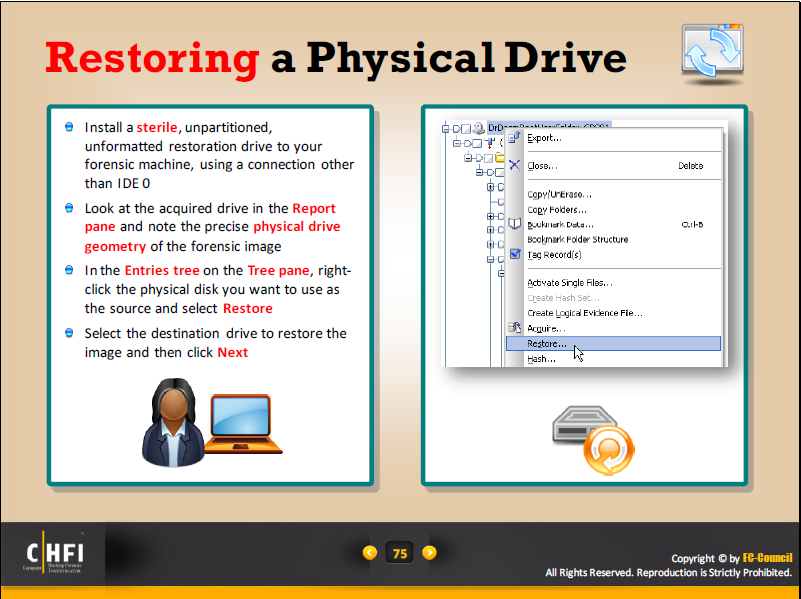 Restoring a Physical Drive
Install a sterile, unpartitioned,
unformatted restoration drive to your
forensic machine, using a connection other
than IDE 0
Look at the acquired drive in the Report
pane and note the precise physical drive
geometry of the forensic image
In the Entries tree on the Tree pane, right-
click the physical disk you want to use as
the source and select Restore
Select the destination drive to restore the
image and then click Next
Export...
Close... Delete
Copy/UnErase...
Copy Folders...
Bookmark Data... Ctrl-B
Bookmark Folder Structure
Tag Record(s)
Activate Single Files...
Create Hash Set...
Create Logical Evidence File...
Acquire...
Restore...
Hash...
CHFI
Computer Hacking Forensic
INVESTIGATOR
75
Copyright © by EC-Council
All Rights Reserved. Reproduction is Strictly Prohibited.